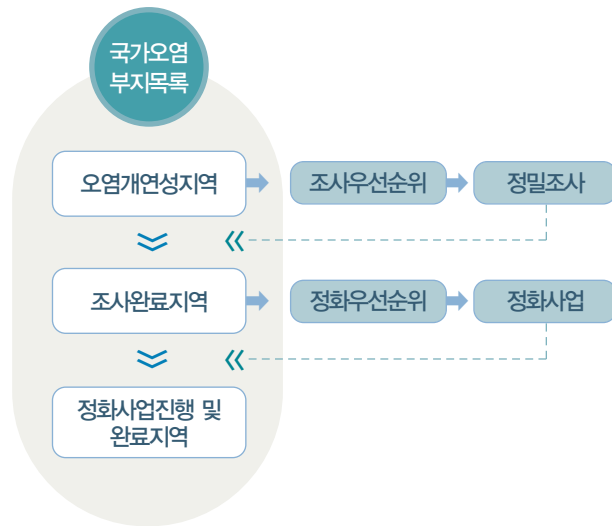 국가오염
부지목록
오염개연성지역
조사우선순위
정밀조사
조사완료지역
정화우선순위
정화사업
정화사업진행 및
완료지역